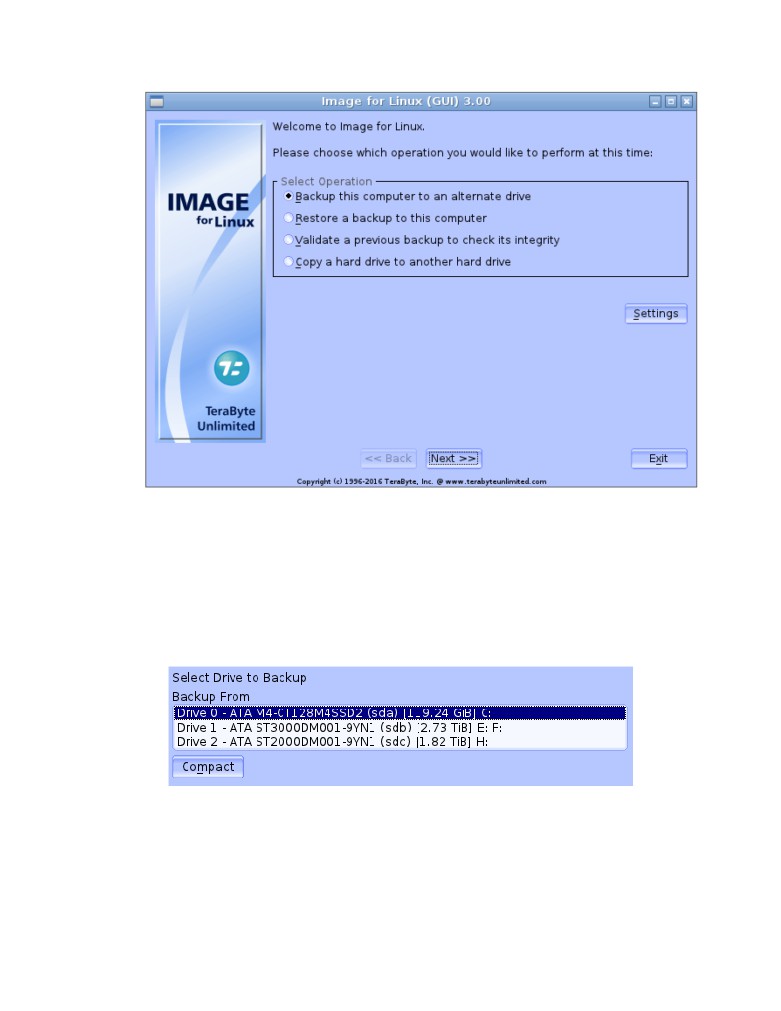 Image for Linux (GUI) 3.00
Welcome to Image for Linux.
Please choose which operation you would like to perform at this time:
Select Operation
Backup this computer to an alternate drive
Restore a backup to this computer
Validate a previous backup to check its integrity
Copy a hard drive to another hard drive
IMAGE
for Linux
Settings
TeraByte
Unlimited
<< Back
Next >>
Exit
Copyright (c) 1996-2016 TeraByte, Inc. @ www.terabyteunlimited.com
Select Drive to Backup
Backup From
Drive 0 - ATA M4-CT128M4SSD2 (sda) [119.24 GiB] C:
Drive 1 - ATA ST3000DM001-9YN1 (sdb) [2.73 TiB] E: F:
Drive 2 - ATA ST2000DM001-9YN1 (sdc) [1.82 TiB] H:
Compact